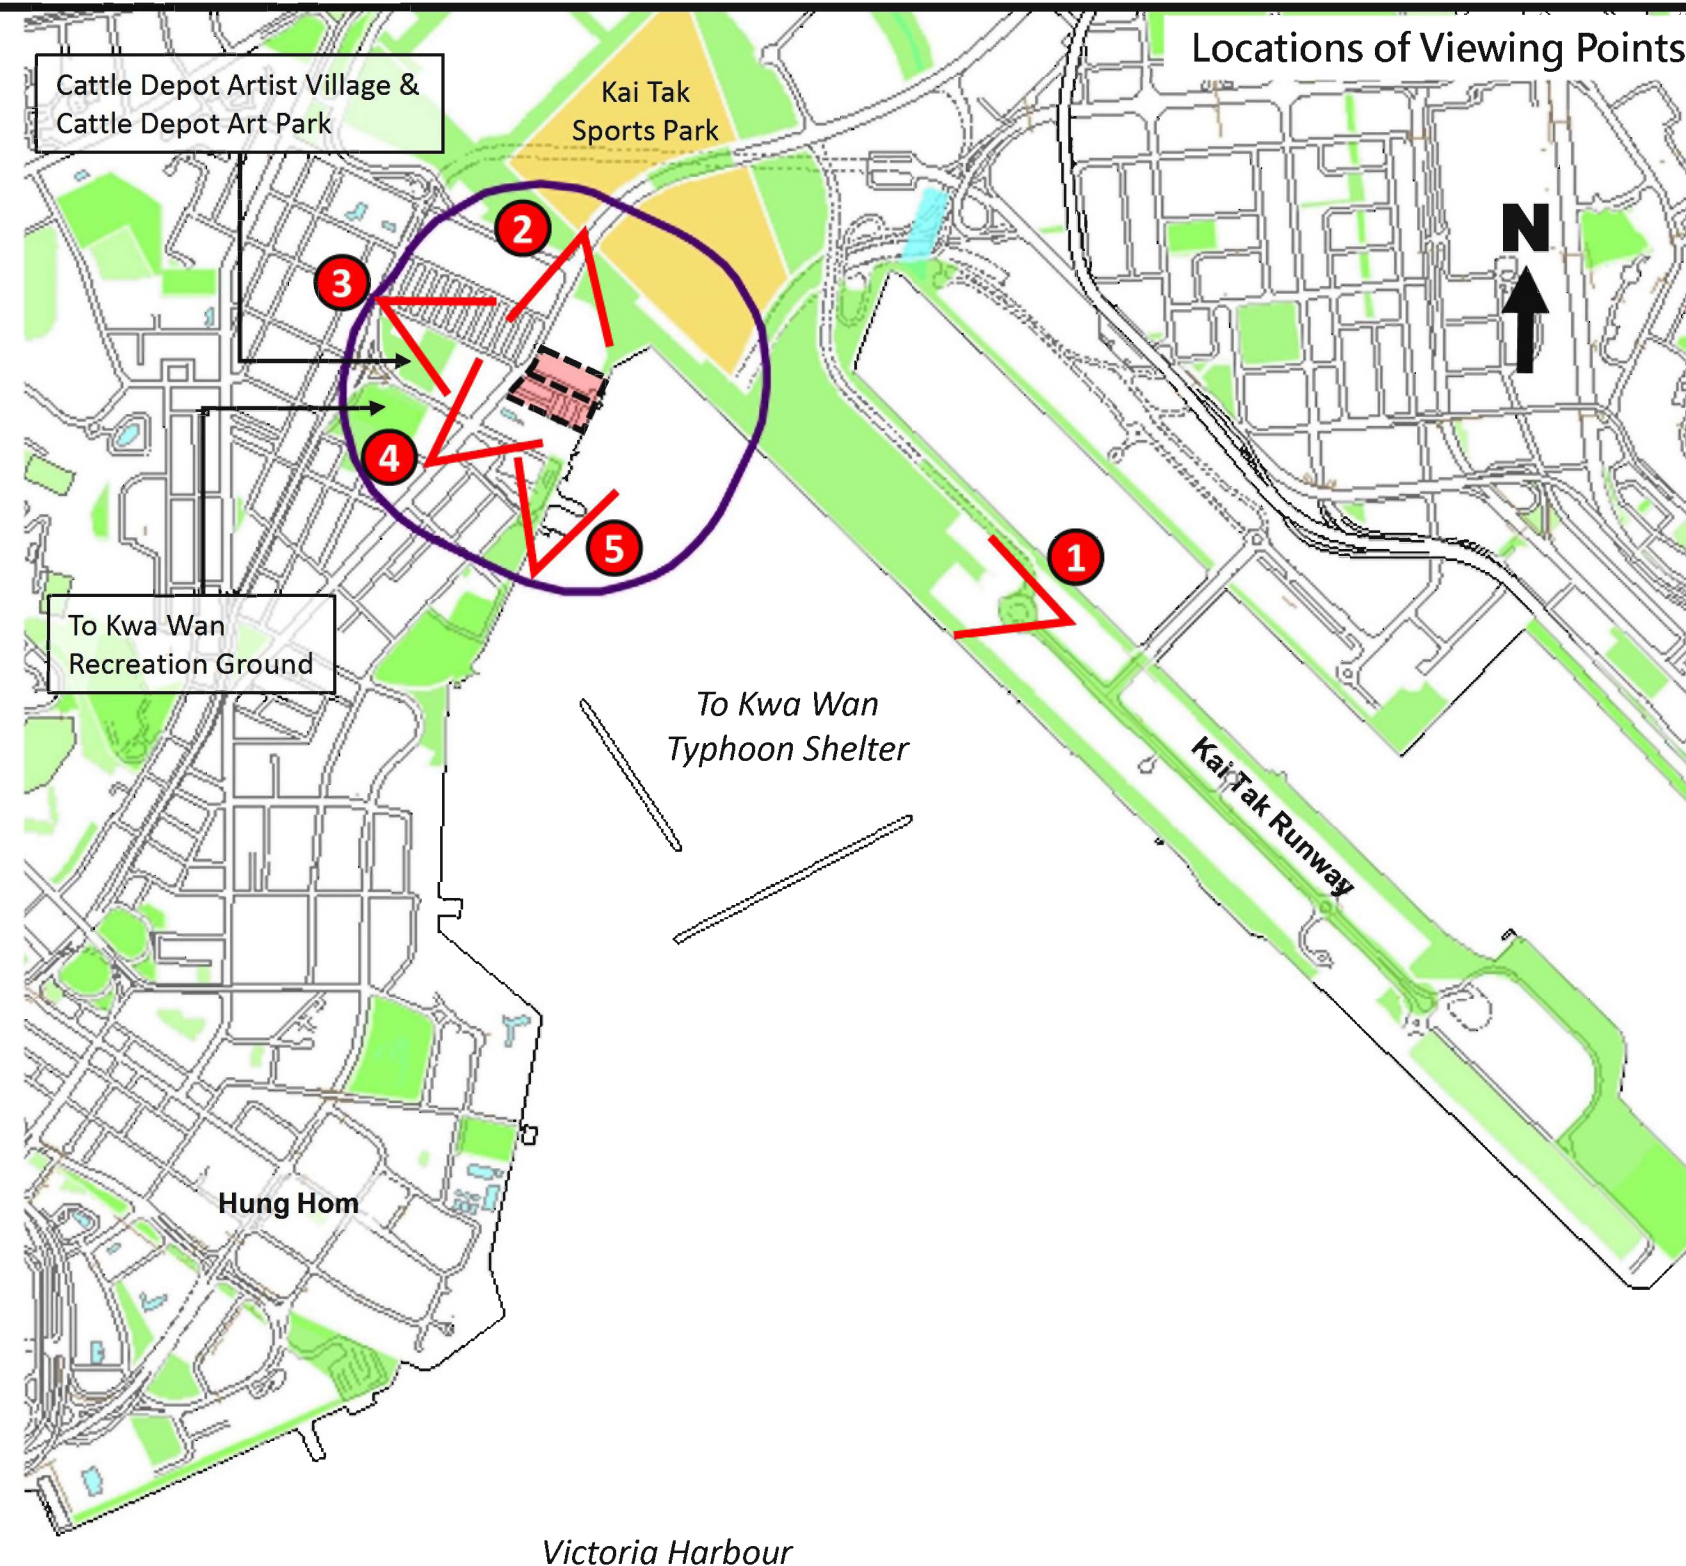 Locations of Viewing Points
Cattle Depot Artist Village &
Cattle Depot Art Park
Kai Tak
Sports Park
2
N
3
4
5
1
To Kwa Wan
Recreation Ground
To Kwa Wan
Typhoon Shelter
Kai Tak Runway
Hung Hom
Victoria Harbour